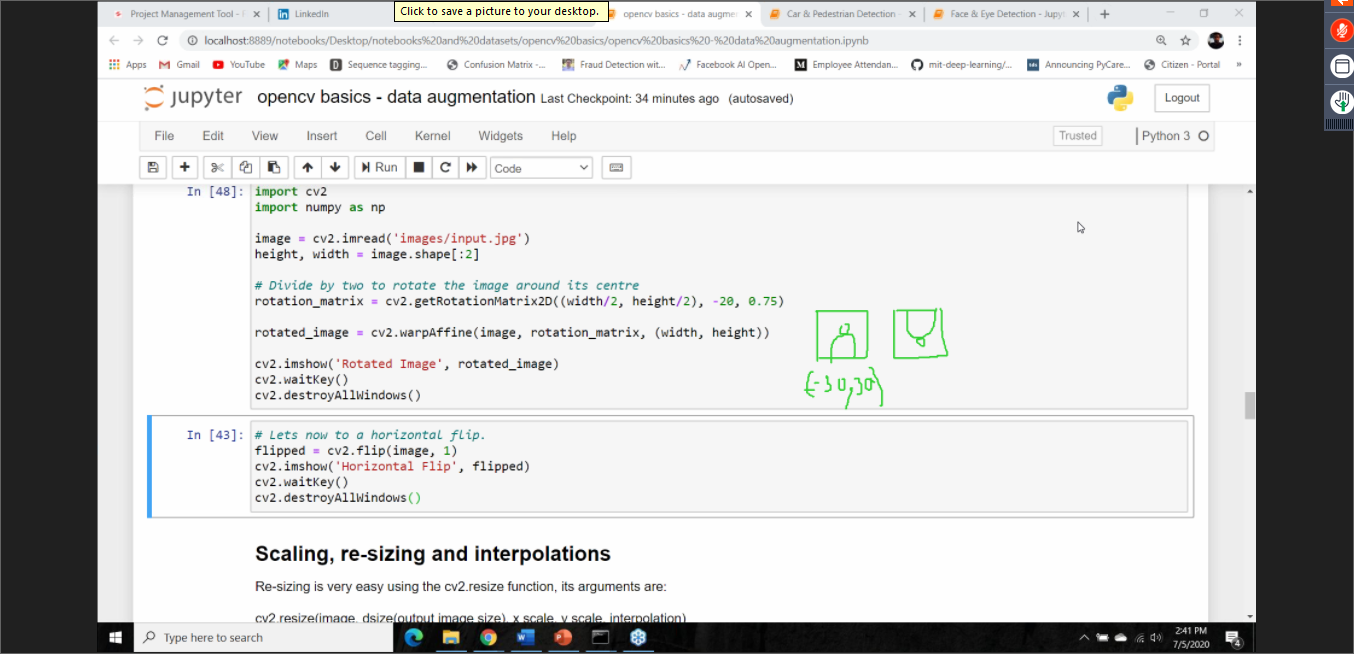 Click to save a picture to your desktop.
Project Management Tool -
LinkedIn
opencv basics - data augmen
Car & Pedestrian Detection -
Face & Eye Detection - Jupyt
localhost:8889/notebooks/Desktop/notebooks%20and%20datasets/opencv%20basics/opencv%20basics%20-%20data%20augmentation.ipynb
Apps
Gmail
YouTube
Maps
Sequence tagging...
Confusion Matrix -...
Fraud Detection wit...
Facebook AI Open...
Employee Attendan...
mit-deep-learning/...
Announcing PyCare...
Citizen - Portal
»
jupyter opencv basics - data augmentation Last Checkpoint: 34 minutes ago (autosaved)
Logout
File Edit View Insert Cell Kernel Widgets Help
Trusted
Python 3
Run
Code
In [48]: import cv2
import numpy as np
image = cv2.imread('images/input.jpg')
height, width = image.shape[:2]
# Divide by two to rotate the image around its centre
rotation_matrix = cv2.getRotationMatrix2D((width/2, height/2), -20, 0.75)
rotated_image = cv2.warpAffine(image, rotation_matrix, (width, height))
cv2.imshow('Rotated Image', rotated_image)
cv2.waitKey()
cv2.destroyAllWindows()
(-30,30)
In [43]: # Lets now to a horizontal flip.
flipped = cv2.flip(image, 1)
cv2.imshow('Horizontal Flip', flipped)
cv2.waitKey()
cv2.destroyAllWindows()
Scaling, re-sizing and interpolations
Re-sizing is very easy using the cv2.resize function, its arguments are:
cv2.resize(image, dsize(output image size), x scale, y scale, interpolation)
Type here to search
2:41 PM
7/5/2020
4